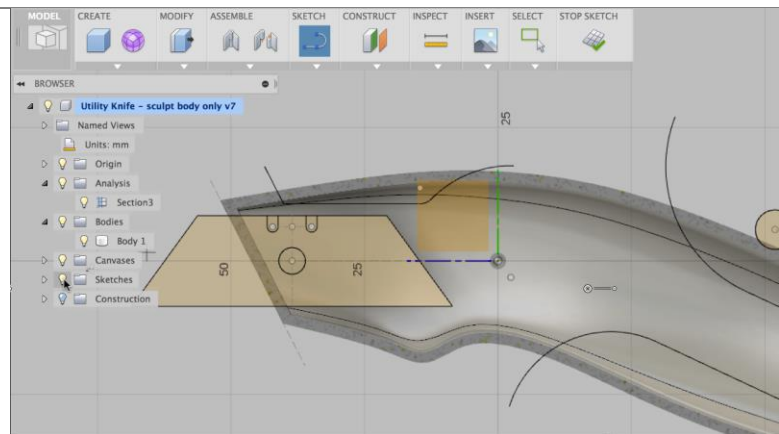 MODEL CREATE MODIFY ASSEMBLE SKETCH CONSTRUCT INSPECT INSERT SELECT STOP SKETCH
BROWSER
Utility Knife - sculpt body only v7
Named Views
Units: mm
Origin
Analysis
Section3
Bodies
Body 1
Canvases
Sketches
Construction
25
50
25